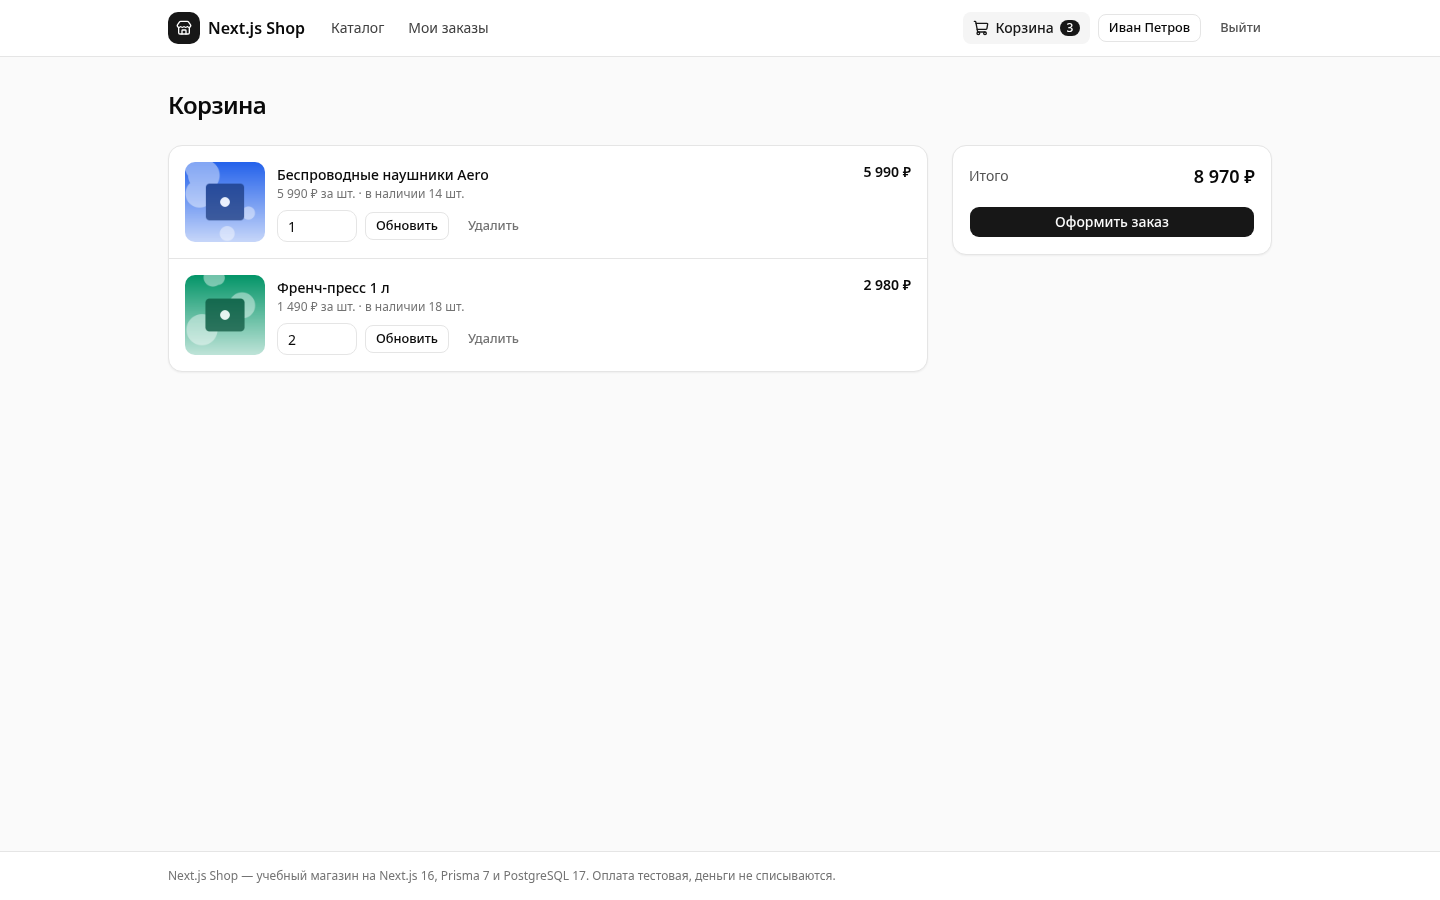 Next.js Shop
Каталог
Мои заказы
Корзина 3
Иван Петров
Выйти
Корзина
Беспроводные наушники Aero
5 990 ₽
5 990 ₽ за шт. · в наличии 14 шт.
1
Обновить
Удалить
Френч-пресс 1 л
2 980 ₽
1 490 ₽ за шт. · в наличии 18 шт.
2
Обновить
Удалить
Итого
8 970 ₽
Оформить заказ
Next.js Shop — учебный магазин на Next.js 16, Prisma 7 и PostgreSQL 17. Оплата тестовая, деньги не списываются.